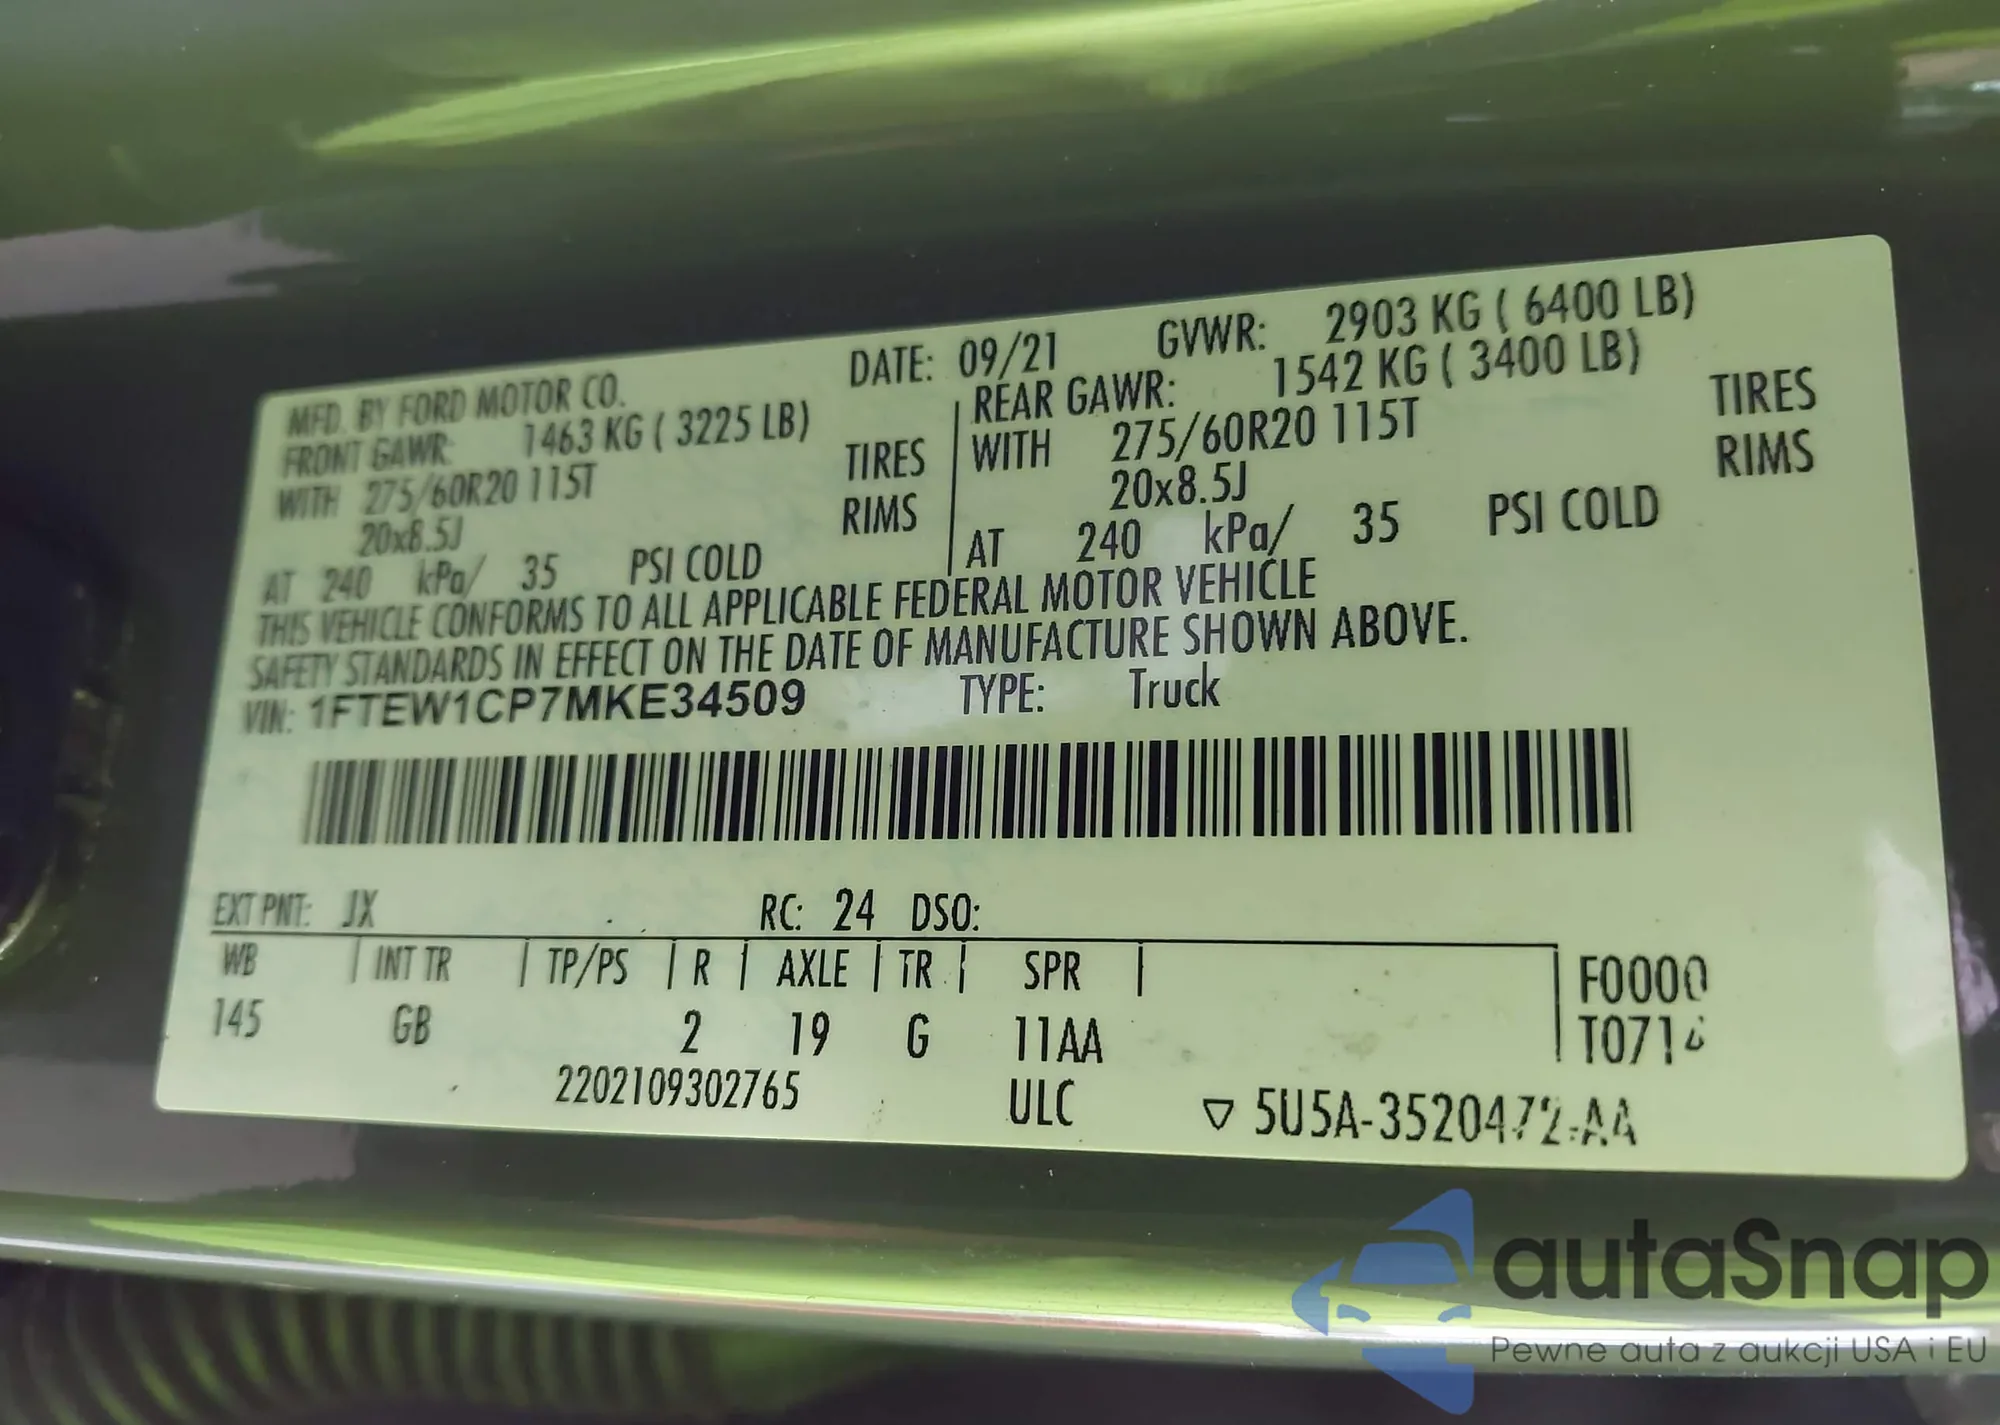 MFD. BY FORD MOTOR CO. DATE: 09/21 GVWR: 2903 KG ( 6400 LB)
FRONT GAWR: 1463 KG ( 3225 LB) REAR GAWR: 1542 KG ( 3400 LB)
WITH 275/60R20 115T TIRES WITH 275/60R20 115T TIRES
20x8.5J RIMS 20x8.5J RIMS
AT 240 kPa/ 35 PSI COLD AT 240 kPa/ 35 PSI COLD
THIS VEHICLE CONFORMS TO ALL APPLICABLE FEDERAL MOTOR VEHICLE
SAFETY STANDARDS IN EFFECT ON THE DATE OF MANUFACTURE SHOWN ABOVE.
VIN: 1FTEW1CP7MKE34509 TYPE: Truck
EXT PNT: JX RC: 24 DSO:
WB INT TR TP/PS R AXLE TR SPR F0000
145 GB 2 19 G 11AA
2202109302765 ULC ▽ 5U5A-3520472-AA
autaSnap
Pewne auta z aukcji USA i EU